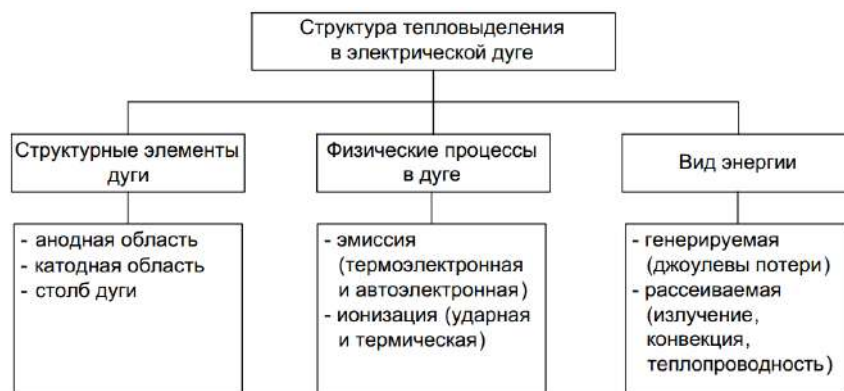 Структура тепловыделения
в электрической дуге
Структурные элементы
дуги
Физические процессы
в дуге
Вид энергии
- анодная область
- катодная область
- столб дуги
- эмиссия
(термоэлектронная
и автоэлектронная)
- ионизация (ударная
и термическая)
- генерируемая
(джоулевы потери)
- рассеиваемая
(излучение,
конвекция,
теплопроводность)